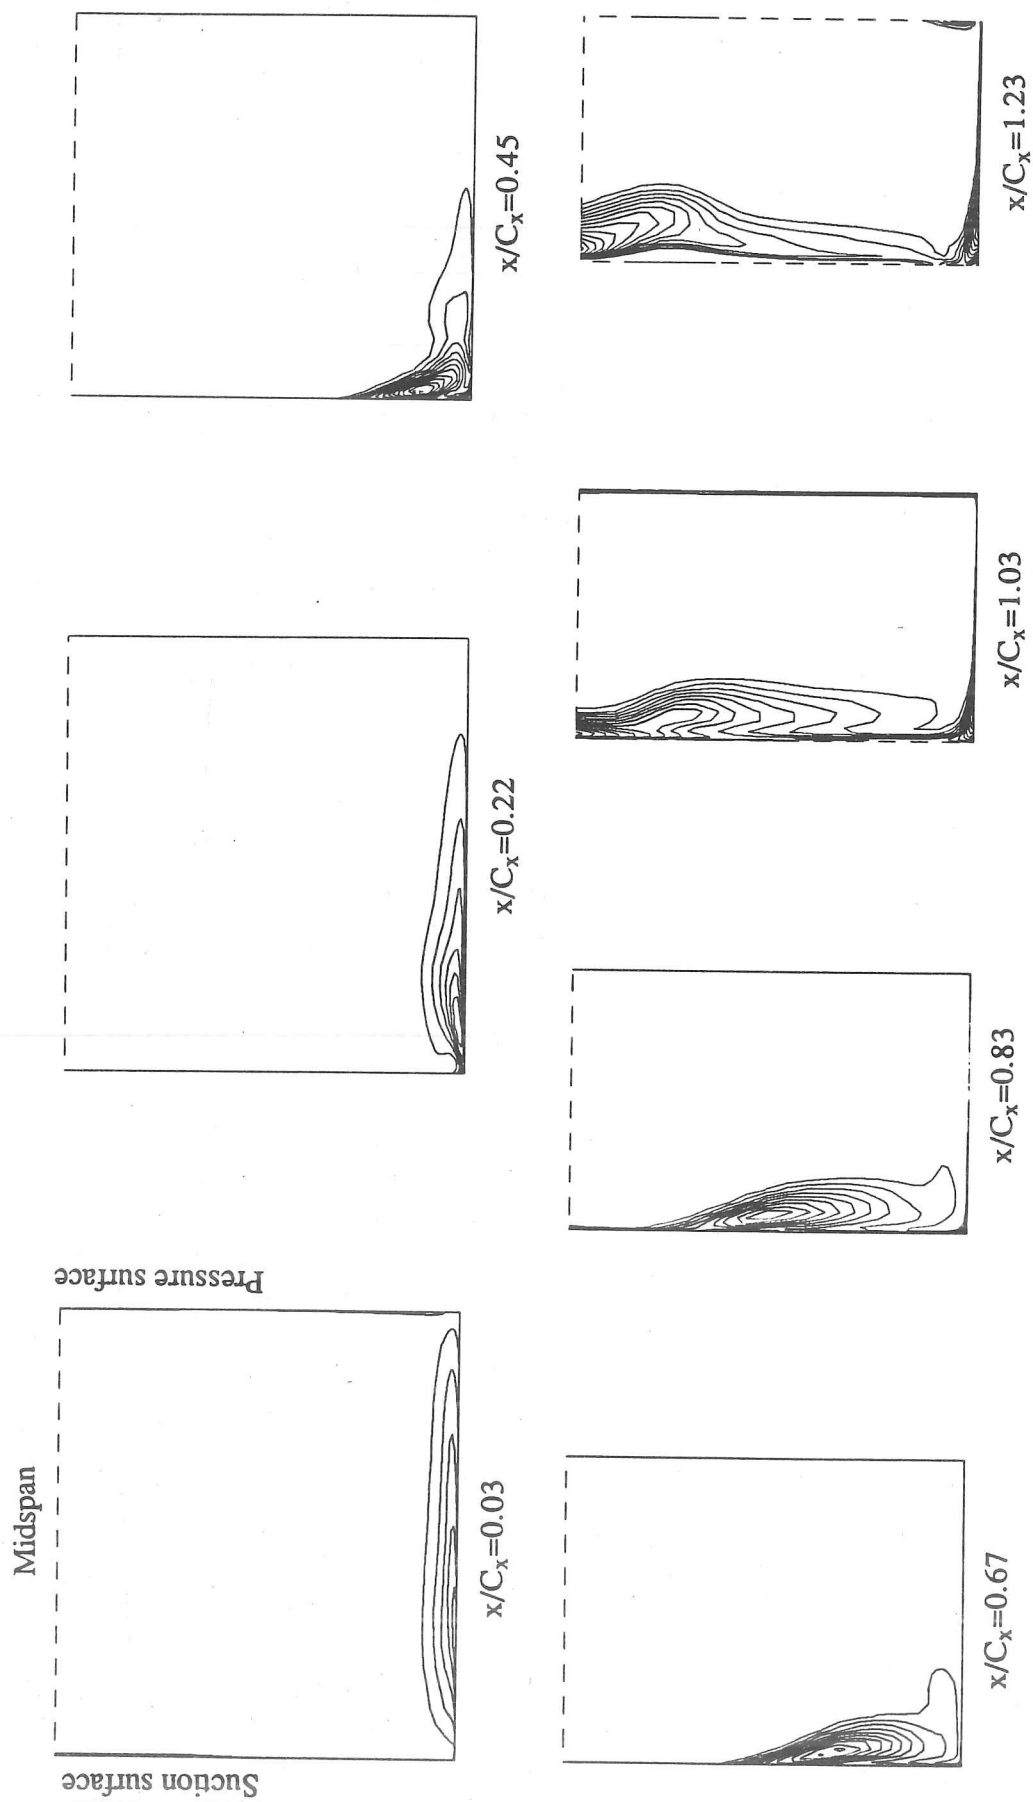 Midspan
Suction surface
Pressure surface
x/Cₓ=0.03
x/Cₓ=0.22
x/Cₓ=0.45
x/Cₓ=0.67
x/Cₓ=0.83
x/Cₓ=1.03
x/Cₓ=1.23